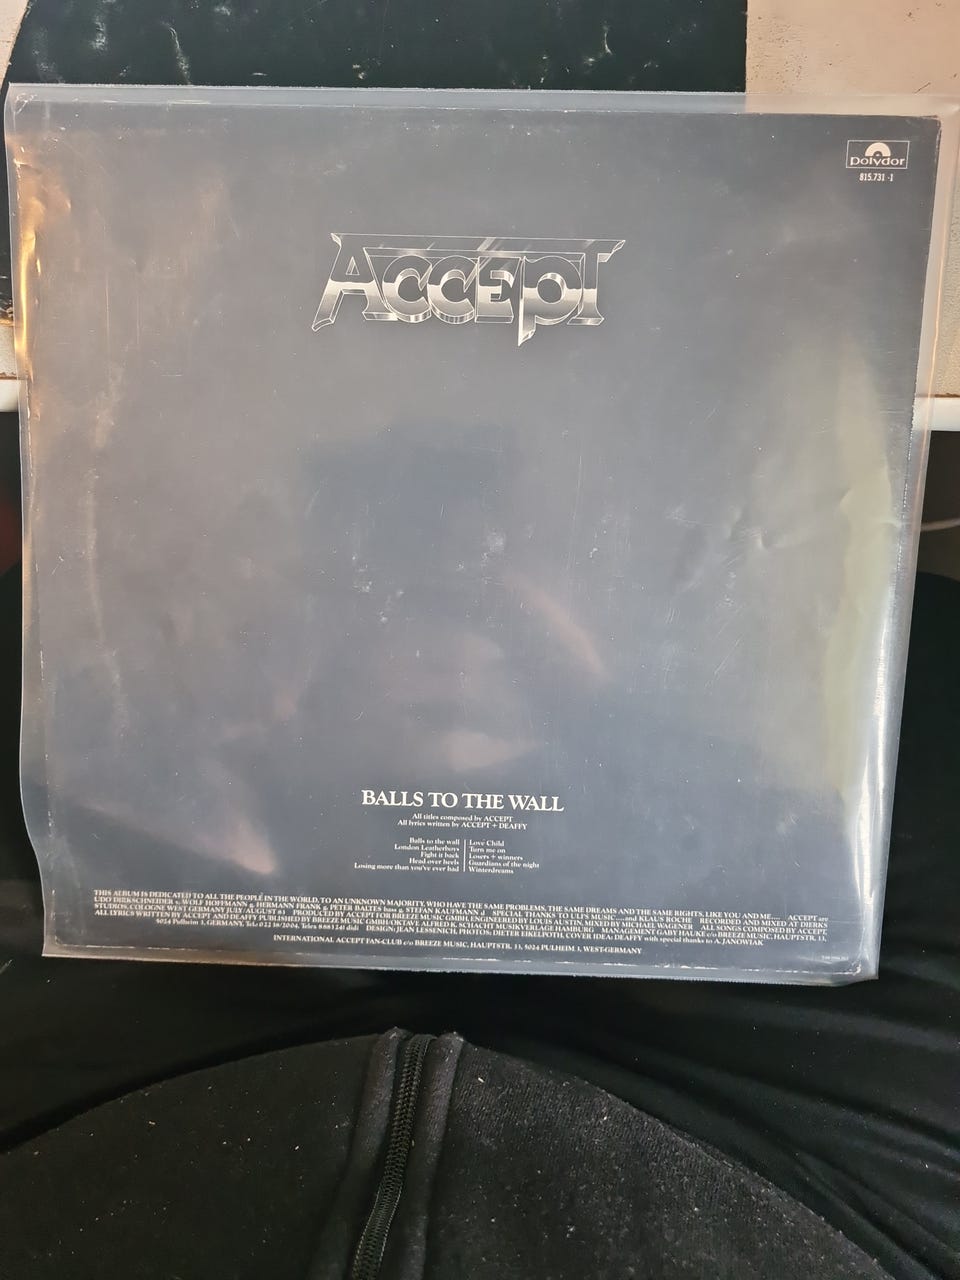 Polydor
815.731 -1
ACCEPT
BALLS TO THE WALL
All titles composed by ACCEPT
All lyrics written by ACCEPT + DEAFFY
Balls to the wall
London Leatherboys
Fight it back
Head over heels
Losing more than you've ever had
Love Child
Turn me on
Losers + winners
Guardians of the night
Winterdreams
THIS ALBUM IS DEDICATED TO ALL THE PEOPLE IN THE WORLD, TO AN UNKNOWN MAJORITY, WHO HAVE THE SAME PROBLEMS, THE SAME DREAMS AND THE SAME RIGHTS, LIKE YOU AND ME.... ACCEPT are
UDO DIRKSCHNEIDER v, WOLF HOFFMANN g, HERMANN FRANK g, PETER BALTES bass g, STEFAN KAUFMANN d SPECIAL THANKS TO ULI'S MUSIC.....and KLAUS ROCHE RECORDED AND MIXED AT DIERKS
STUDIOS, COLOGNE WEST GERMANY JULY/AUGUST 83 PRODUCED BY ACCEPT FOR BREEZE MUSIC GMBH, ENGINEERED BY LOUIS AUSTIN, MIXED BY MICHAEL WAGENER ALL SONGS COMPOSED BY ACCEPT,
ALL LYRICS WRITTEN BY ACCEPT AND DEAFFY, PUBLISHED BY BREEZE MUSIC GMBH/OKTAVE ALFRED K. SCHACHT MUSIKVERLAGE HAMBURG MANAGEMENT GABY HAUKE c/o BREEZE MUSIC, HAUPTSTR. 13,
5024 Pulheim 1, W-GERMANY, DESIGN: JEAN LESSENICH, PHOTOS: DIETER EIKELPOTH, COVER IDEA: DEAFFY with special thanks to A. JANOWIAK
INTERNATIONAL ACCEPT FAN-CLUB c/o BREEZE MUSIC, HAUPTSTR. 13, 5024 PULHEIM 1, WEST-GERMANY